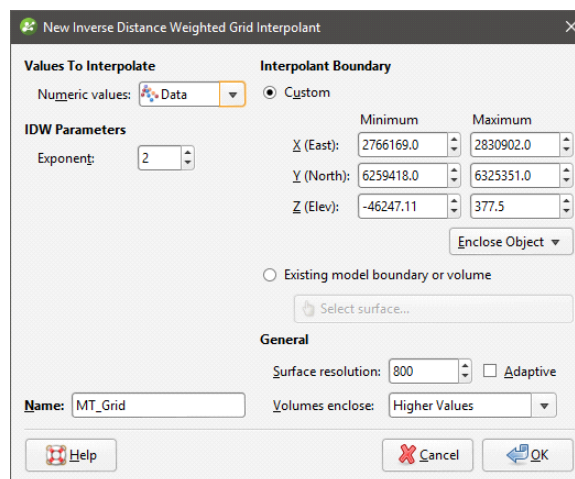 New Inverse Distance Weighted Grid Interpolant
Values To Interpolate
Numeric values: Data
IDW Parameters
Exponent: 2
Name: MT_Grid
Interpolant Boundary
Custom
Minimum Maximum
X (East): 2766169.0 2830902.0
Y (North): 6259418.0 6325351.0
Z (Elev): -46247.11 377.5
Enclose Object
Existing model boundary or volume
Select surface...
General
Surface resolution: 800 Adaptive
Volumes enclose: Higher Values
Help Cancel OK